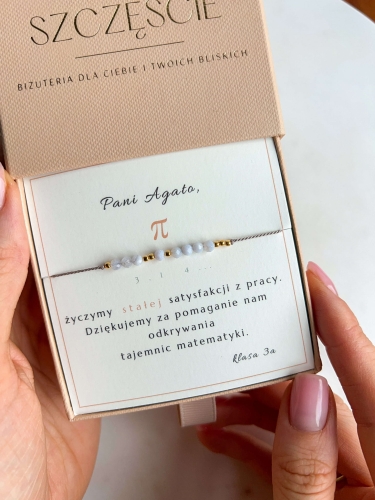 SZCZĘŚCIE
BIŻUTERIA DLA CIEBIE I TWOICH BLISKICH
Pani Agato,
π
3 . 1 4 ...
życzymy stałej satysfakcji z pracy.
Dziękujemy za pomaganie nam
odkrywania
tajemnic matematyki.
klasa 3a